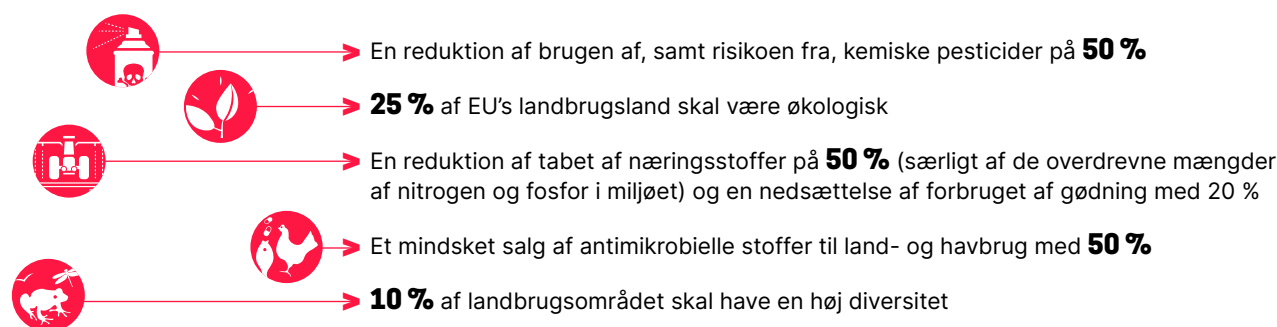 En reduktion af brugen af, samt risikoen fra, kemiske pesticider på 50 %
25 % af EU’s landbrugsland skal være økologisk
En reduktion af tabet af næringsstoffer på 50 % (særligt af de overdrevne mængder
af nitrogen og fosfor i miljøet) og en nedsættelse af forbruget af gødning med 20 %
Et mindsket salg af antimikrobielle stoffer til land- og havbrug med 50 %
10 % af landbrugsområdet skal have en høj diversitet